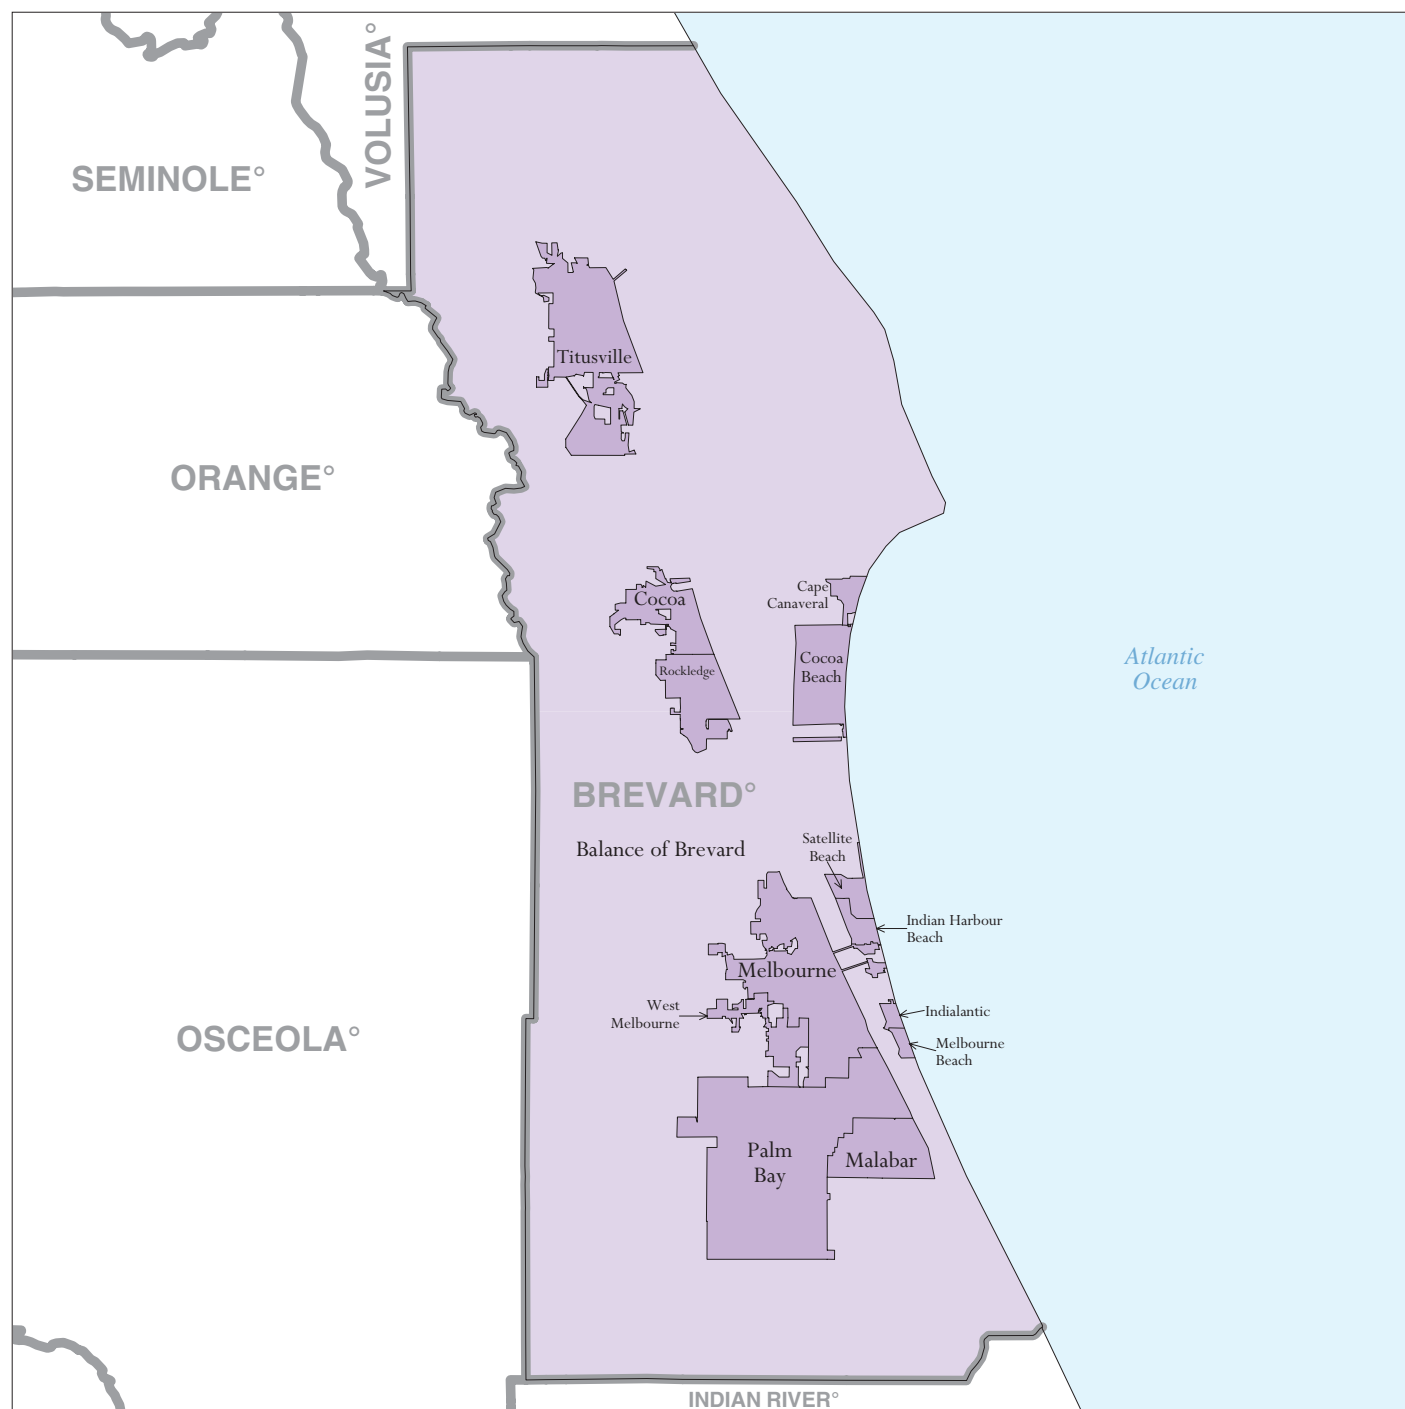 VOLUSIA°
SEMINOLE°
Titusville
ORANGE°
Cape
Canaveral
Cocoa
Cocoa
Beach
Rockledge
Atlantic
Ocean
BREVARD°
Balance of Brevard
Satellite
Beach
Indian Harbour
Beach
Melbourne
West
Melbourne
Indialantic
OSCEOLA°
Melbourne
Beach
Palm
Bay
Malabar
INDIAN RIVER°